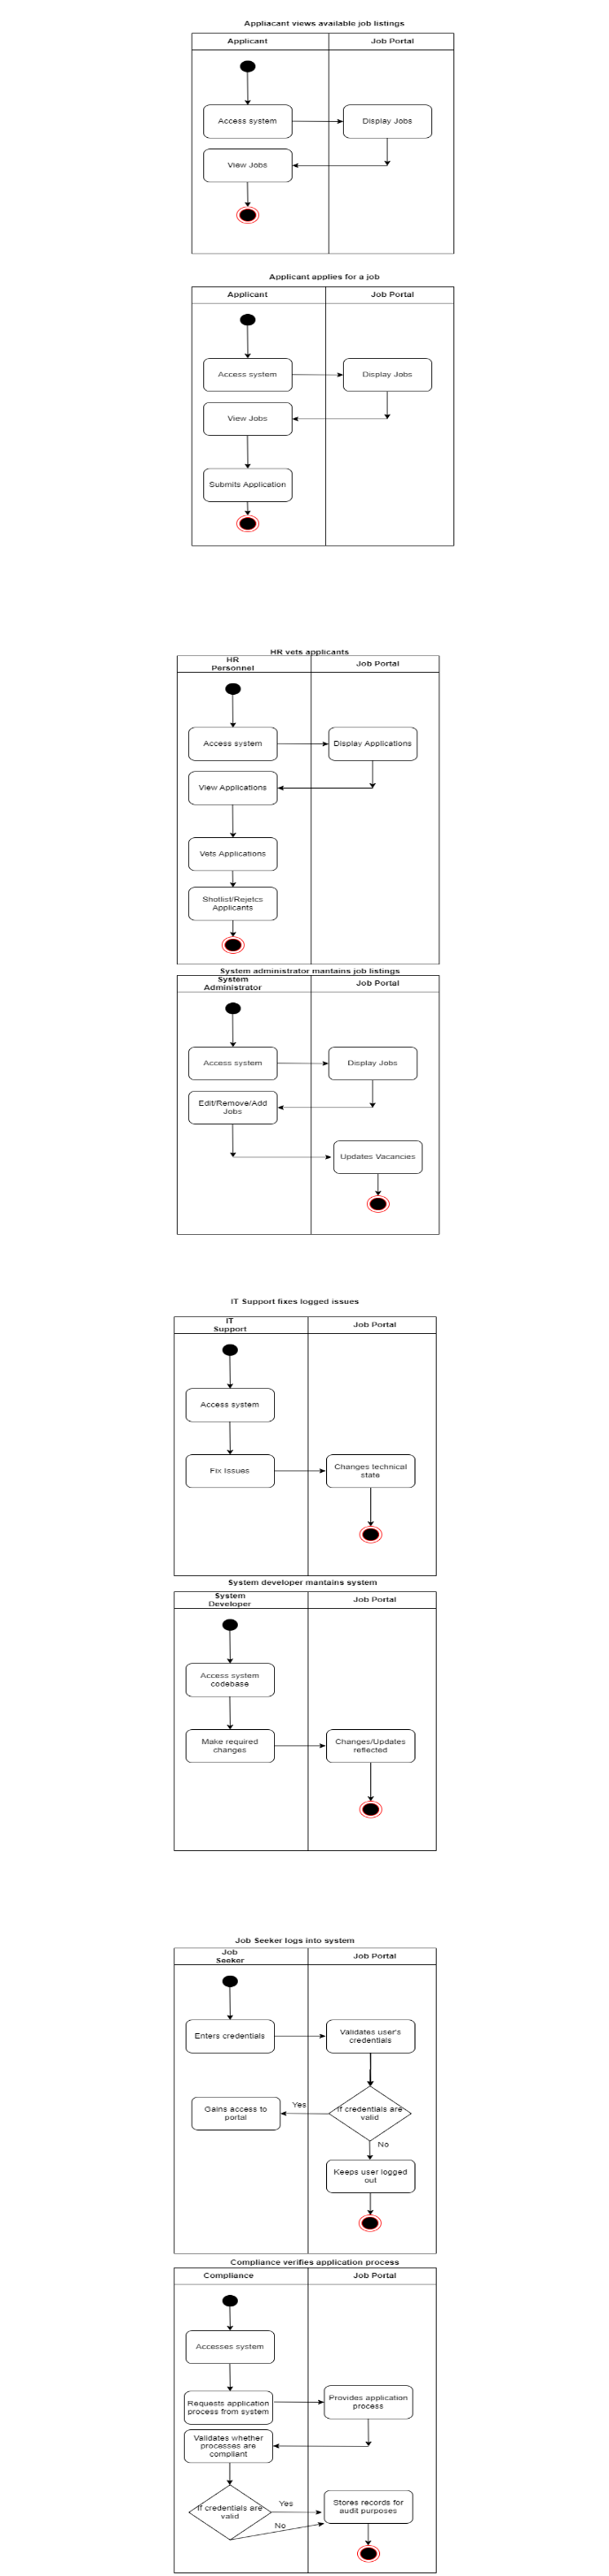 Appliacant views available job listings
Applicant
Job Portal
Access system
Display Jobs
View Jobs
Applicant applies for a job
Applicant
Job Portal
Access system
Display Jobs
View Jobs
Submits Application
HR vets applicants
HR
Personnel
Job Portal
Access system
Display Applications
View Applications
Vets Applications
Shotlist/Rejetcs
Applicants
System administrator mantains job listings
System
Administrator
Job Portal
Access system
Display Jobs
Edit/Remove/Add
Jobs
Updates Vacancies
IT Support fixes logged issues
IT
Support
Job Portal
Access system
Fix Issues
Changes technical
state
System developer mantains system
System
Developer
Job Portal
Access system
codebase
Make required
changes
Changes/Updates
reflected
Job Seeker logs into system
Job
Seeker
Job Portal
Enters credentials
Validates user's
credentials
Gains access to
portal
Yes
If credentials are
valid
No
Keeps user logged
out
Compliance verifies application process
Compliance
Job Portal
Accesses system
Requests application
process from system
Provides application
process
Validates whether
processes are
compliant
If credentials are
valid
Yes
No
Stores records for
audit purposes